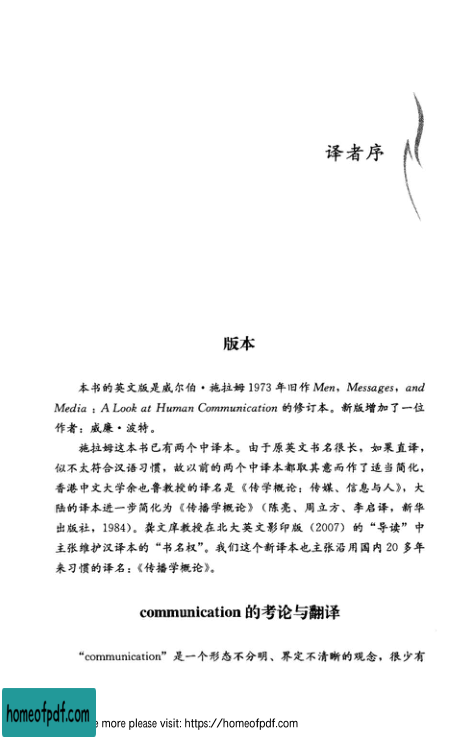 译者序
版本
本书的英文版是威尔伯·施拉姆 1973 年旧作 Men, Messages, and
Media : A Look at Human Communication 的修订本。新版增加了一位
作者：威廉·波特。
施拉姆这本书已有两个中译本。由于原英文书名很长，如果直译，
似不太符合汉语习惯，故以前的两个中译本都取其意而作了适当简化，
香港中文大学余也鲁教授的译名是《传学概论：传媒、信息与人》，大
陆的译本进一步简化为《传播学概论》（陈亮、周立方、李启译，新华
出版社，1984）。龚文庠教授在北大英文影印版（2007）的“导读”中
主张维护汉译本的“书名权”。我们这个新译本也主张沿用国内 20 多年
来习惯的译名：《传播学概论》。
communication 的考论与翻译
“communication”是一个形态不分明、界定不清晰的观念，很少有
homeofpdf.com
e more please visit: https://homeofpdf.com